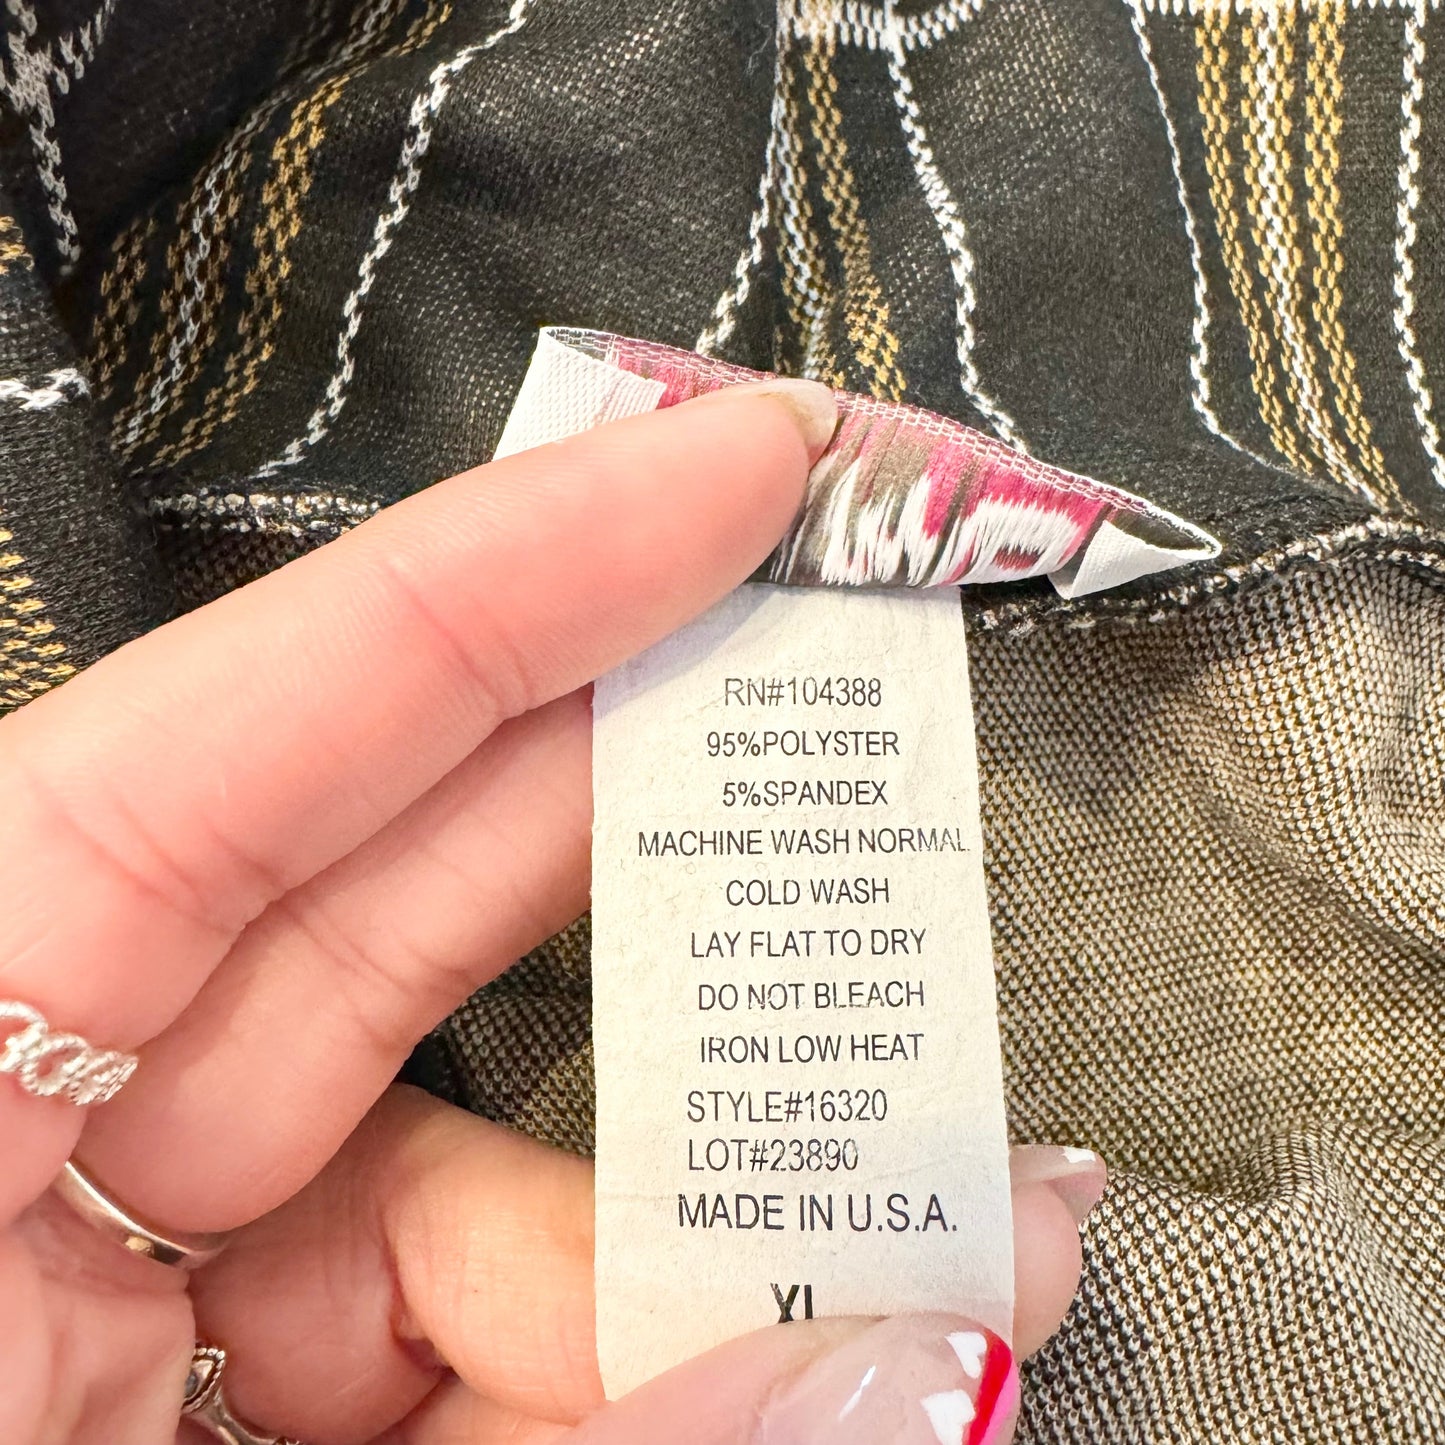 RN#104388
95%POLYSTER
5%SPANDEX
MACHINE WASH NORMAL
COLD WASH
LAY FLAT TO DRY
DO NOT BLEACH
IRON LOW HEAT
STYLE#16320
LOT#23890
MADE IN U.S.A.
XL